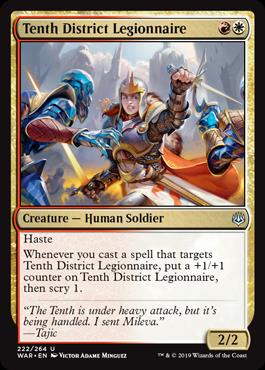 Tenth District Legionnaire
Creature — Human Soldier
Haste
Whenever you cast a spell that targets
Tenth District Legionnaire, put a +1/+1
counter on Tenth District Legionnaire,
then scry 1.
"The Tenth is under heavy attack, but it's
being handled. I sent Mileva."
—Tajic
2/2
222/264 U
WAR • EN VICTOR ADAME MINGUEZ
™ & © 2019 Wizards of the Coast